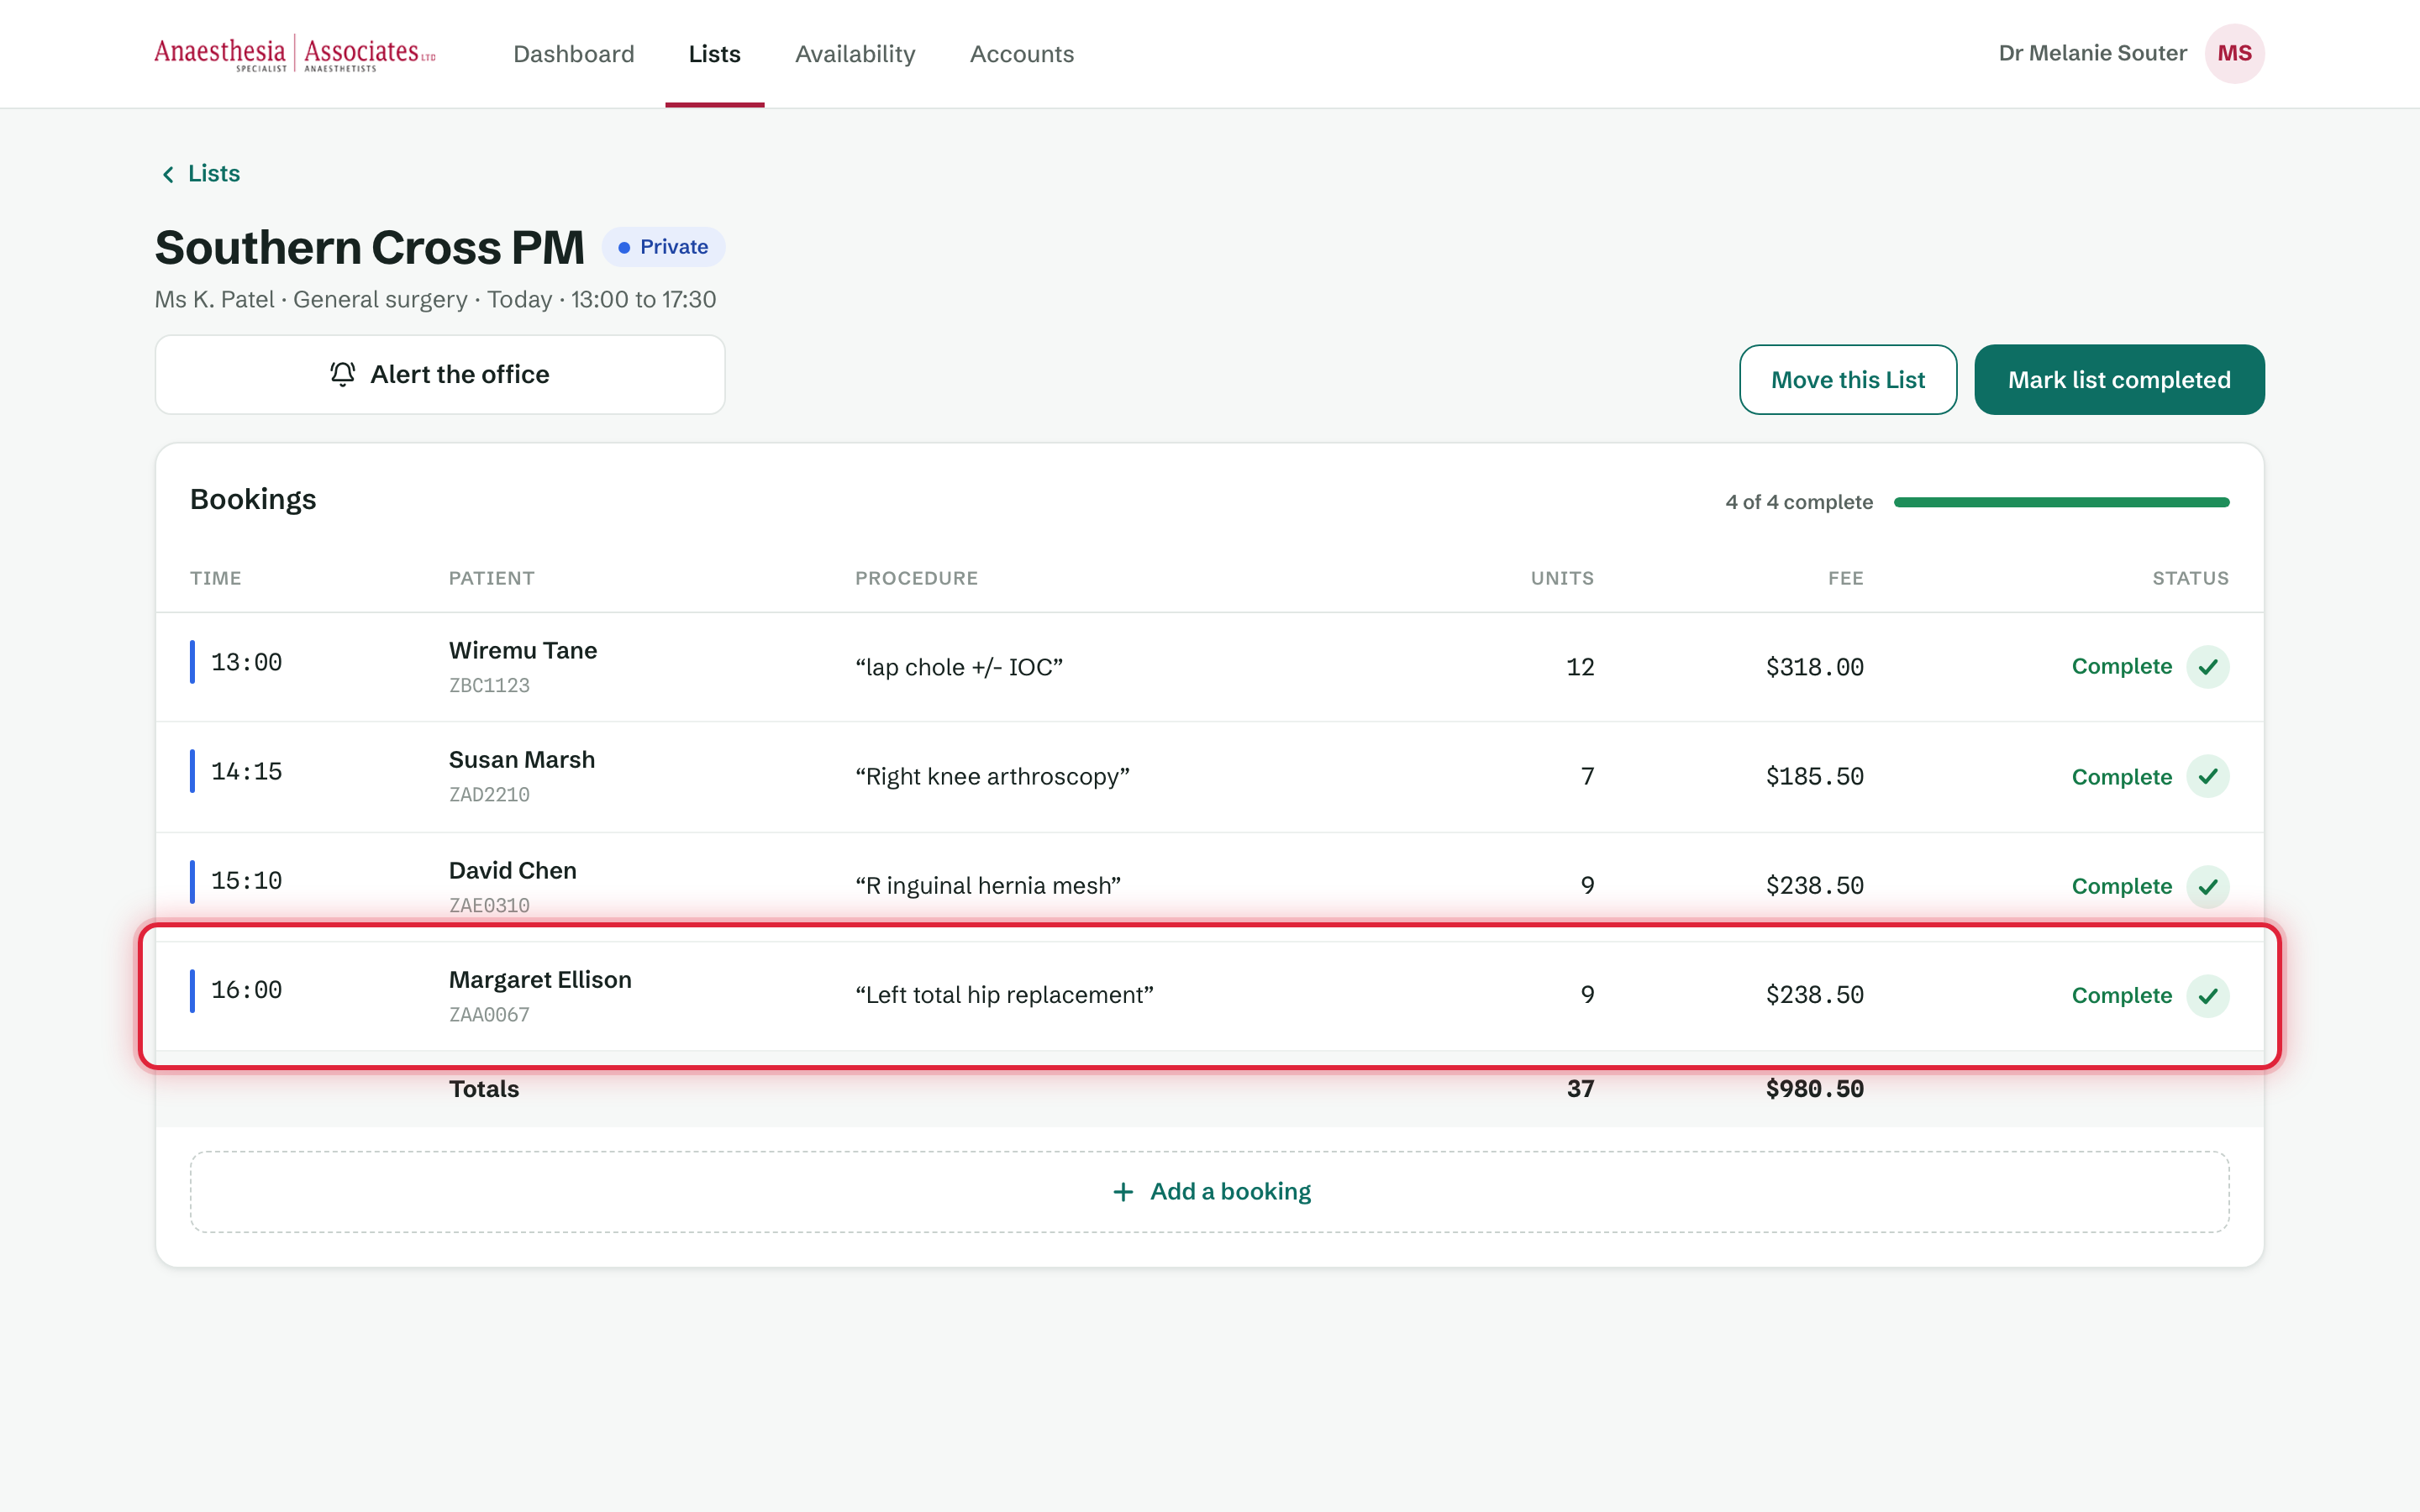 Anaesthesia | Associates LTD
SPECIALIST ANAESTHETISTS
Dashboard Lists Availability Accounts
Dr Melanie Souter MS
Lists
Southern Cross PM Private
Ms K. Patel · General surgery · Today · 13:00 to 17:30
Alert the office
Move this List Mark list completed
Bookings 4 of 4 complete
TIME PATIENT PROCEDURE UNITS FEE STATUS
13:00 Wiremu Tane “lap chole +/- IOC” 12 $318.00 Complete
ZBC1123
14:15 Susan Marsh “Right knee arthroscopy” 7 $185.50 Complete
ZAD2210
15:10 David Chen “R inguinal hernia mesh” 9 $238.50 Complete
ZAE0310
16:00 Margaret Ellison “Left total hip replacement” 9 $238.50 Complete
ZAA0067
Totals 37 $980.50
+ Add a booking